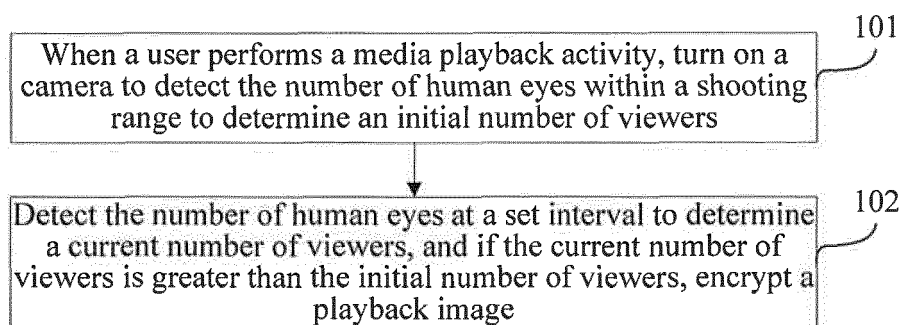 101
When a user performs a media playback activity, turn on a
camera to detect the number of human eyes within a shooting
range to determine an initial number of viewers
102
Detect the number of human eyes at a set interval to determine
a current number of viewers, and if the current number of
viewers is greater than the initial number of viewers, encrypt a
playback image